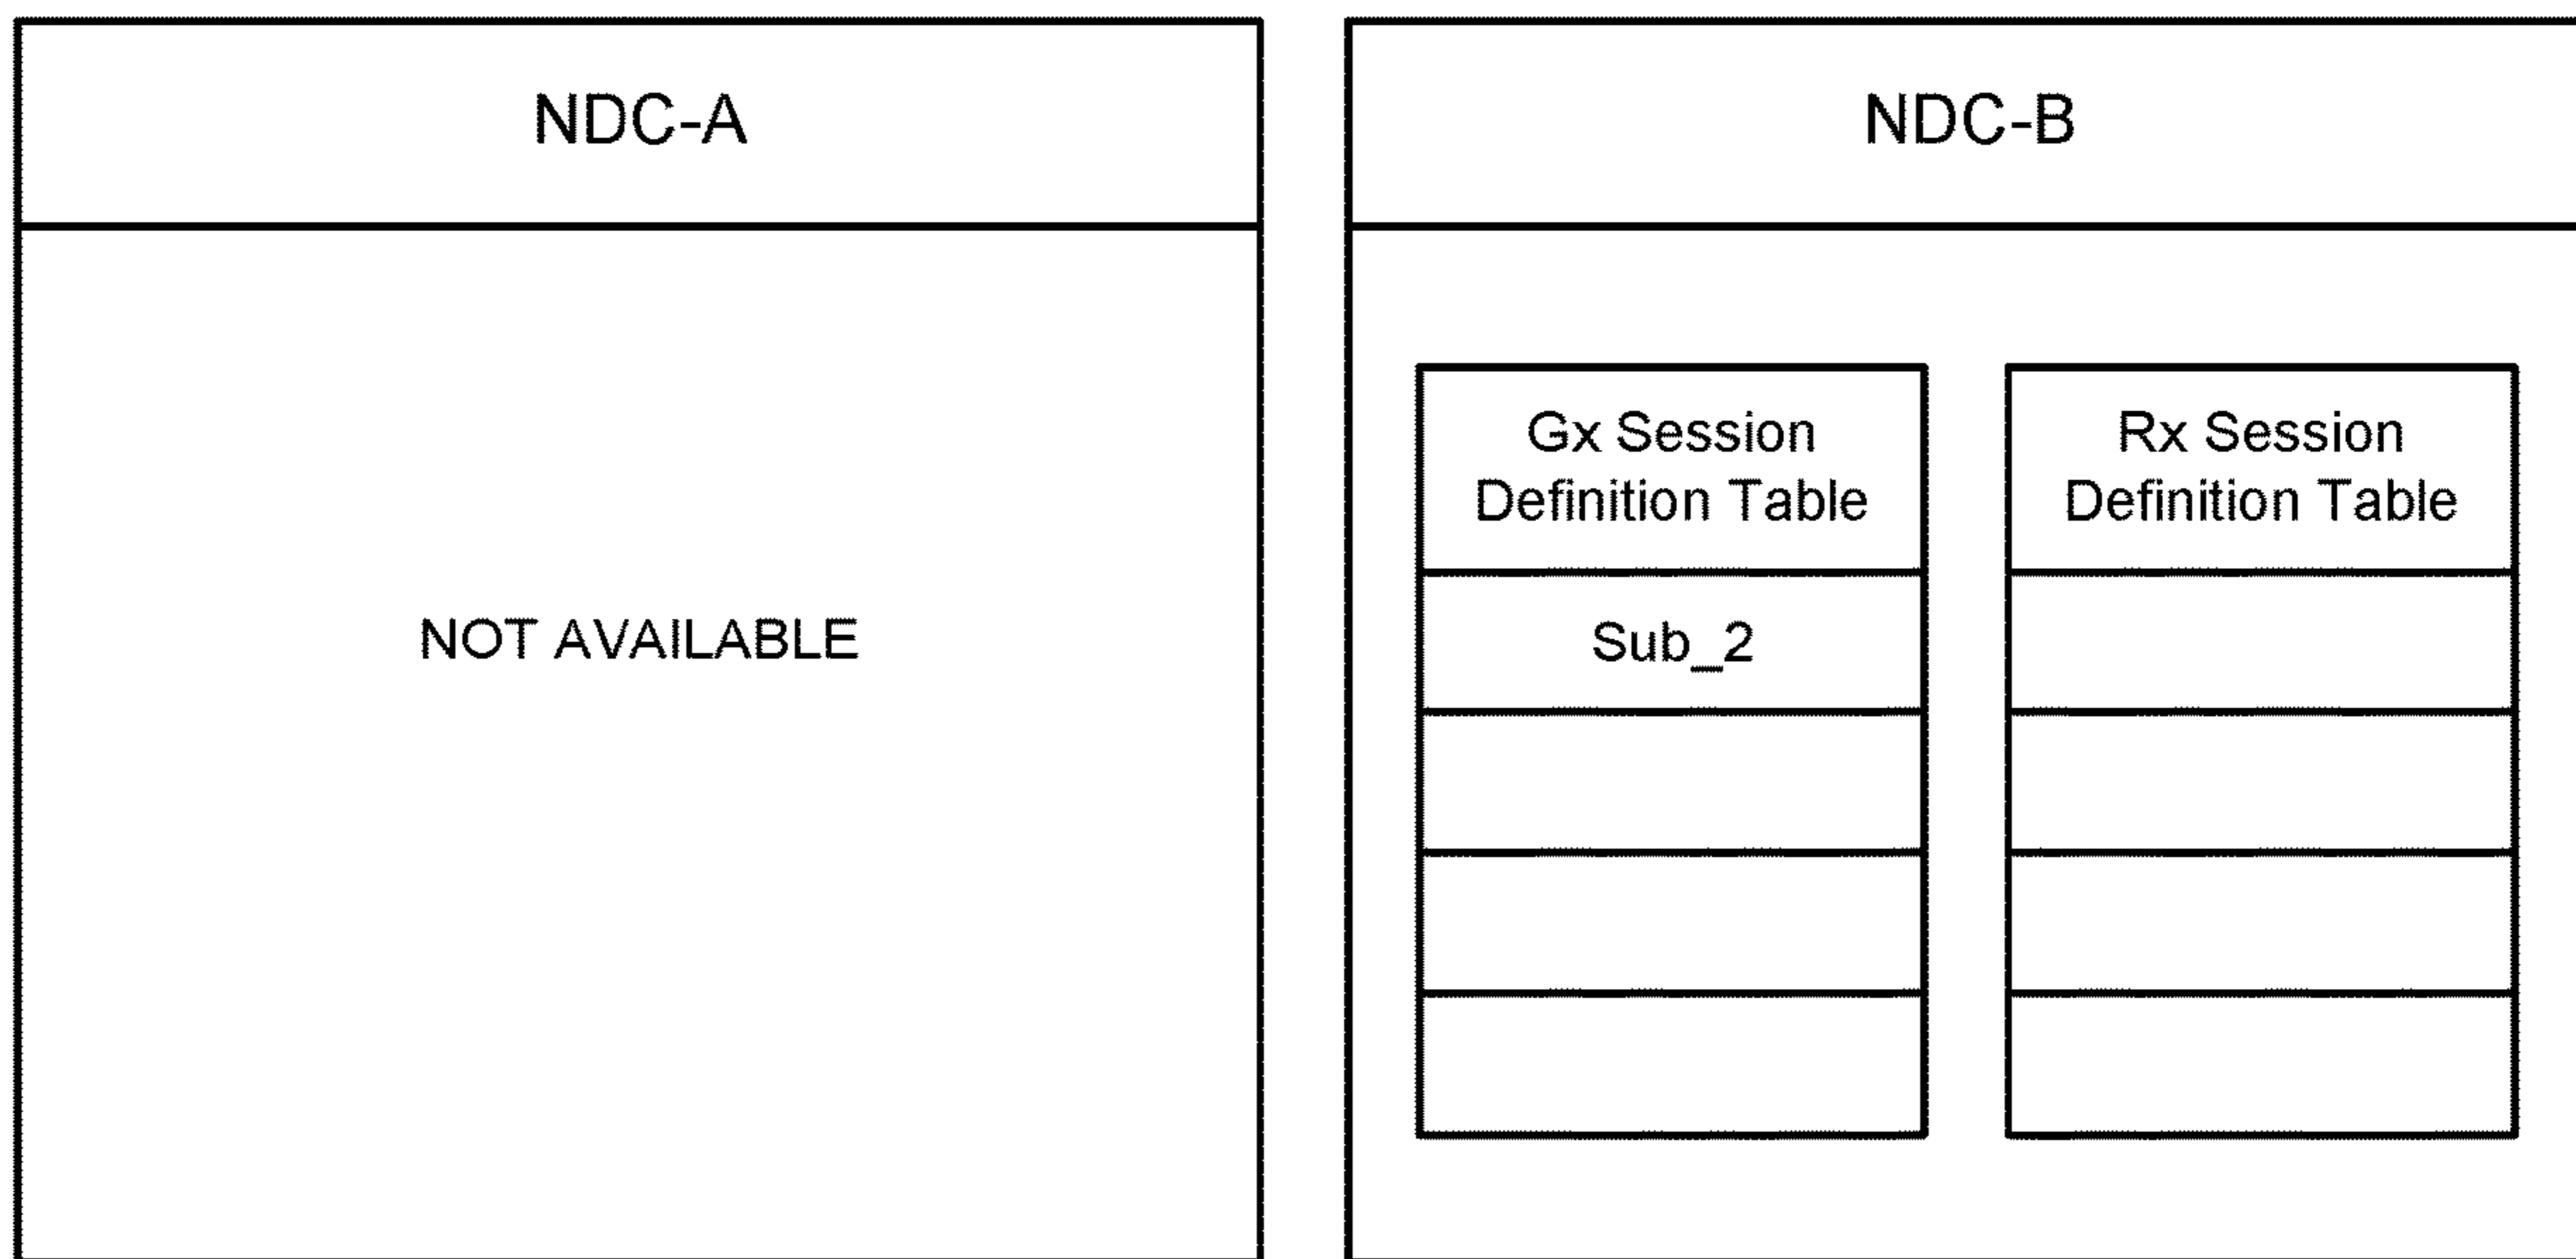 NDC-A
NOT AVAILABLE
NDC-B
Gx Session
Definition Table
Sub_2
Rx Session
Definition Table